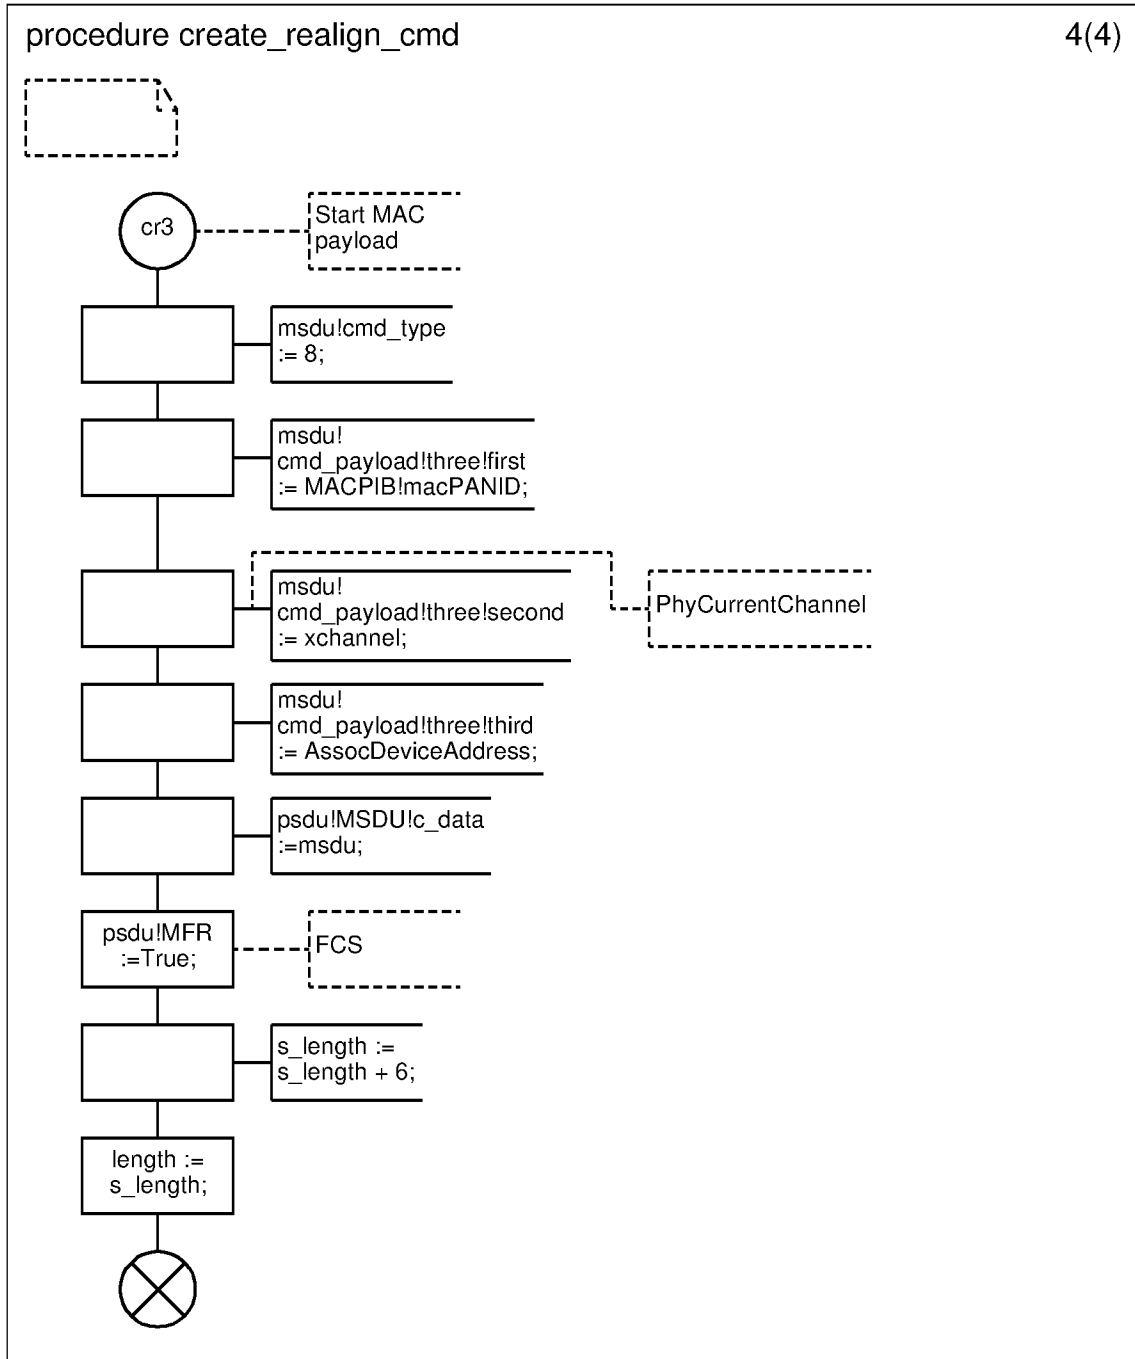 procedure create_realign_cmd
4(4)
cr3
Start MAC
payload
msdu!cmd_type
:= 8;
msdu!
cmd_payload!three!first
:= MACPIB!macPANID;
msdu!
cmd_payload!three!second
:= xchannel;
PhyCurrentChannel
msdu!
cmd_payload!three!third
:= AssocDeviceAddress;
psdu!MSDU!c_data
:=msdu;
psdu!MFR
:=True;
FCS
s_length :=
s_length + 6;
length :=
s_length;